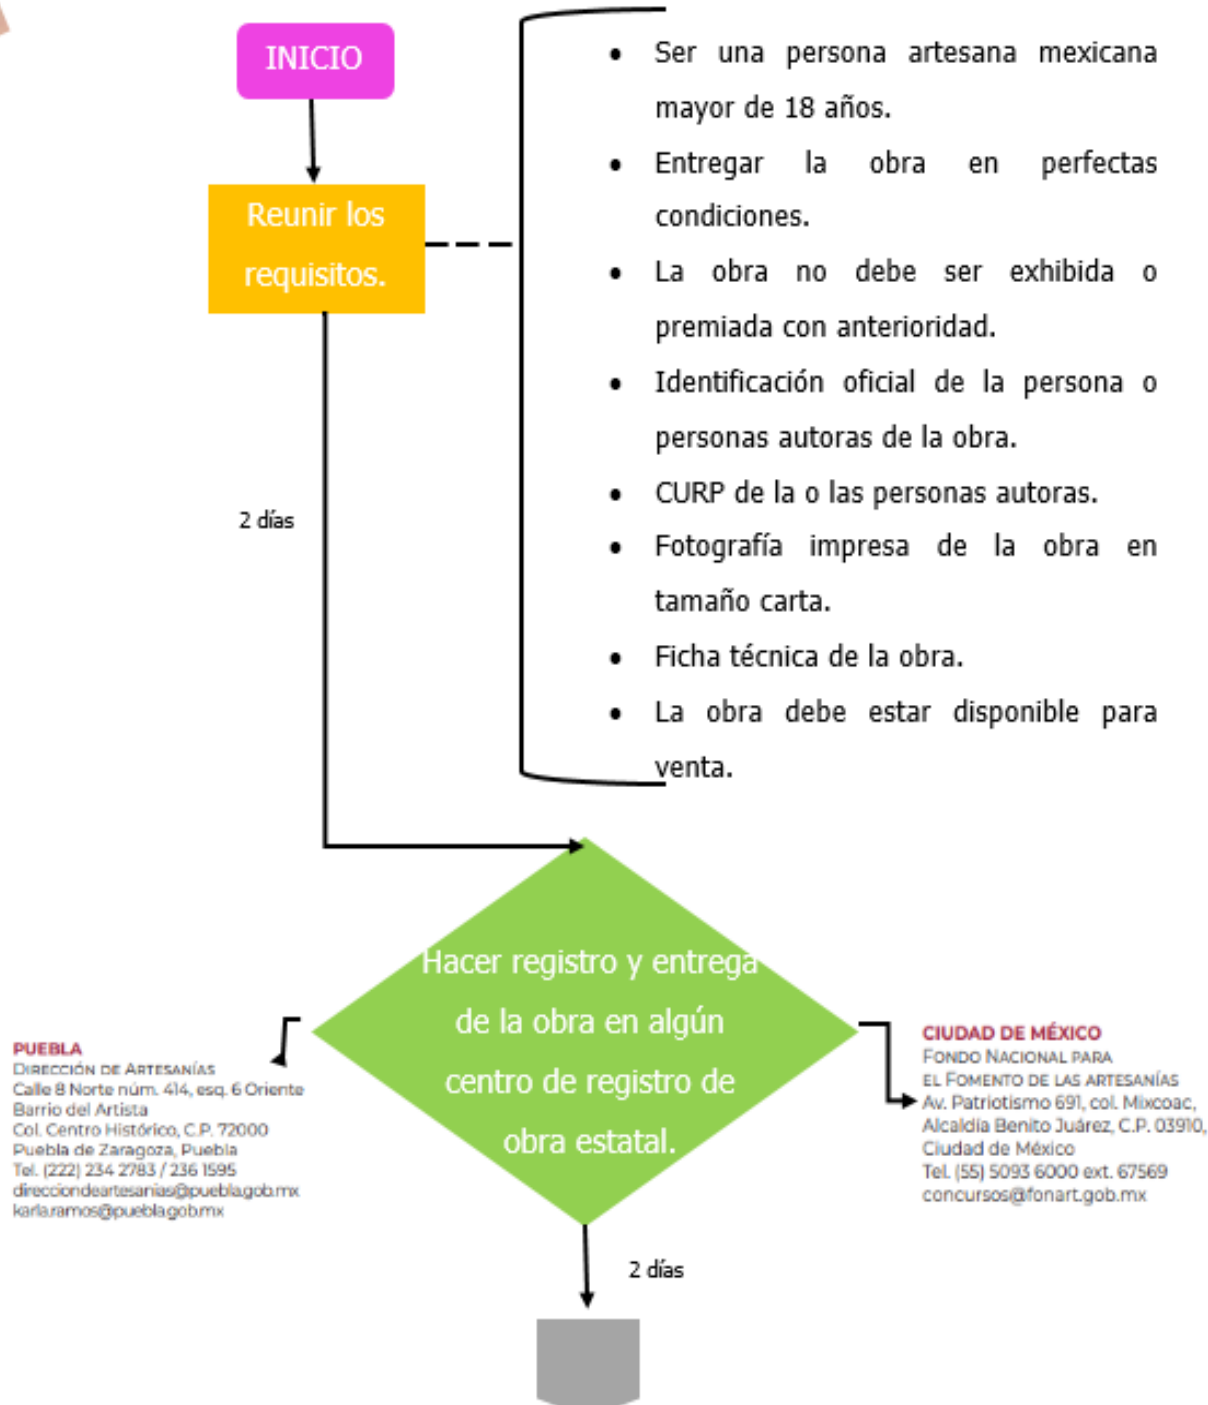 INICIO
Reunir los
requisitos.
• Ser una persona artesana mexicana
mayor de 18 años.
• Entregar la obra en perfectas
condiciones.
• La obra no debe ser exhibida o
premiada con anterioridad.
• Identificación oficial de la persona o
personas autoras de la obra.
• CURP de la o las personas autoras.
• Fotografía impresa de la obra en
tamaño carta.
• Ficha técnica de la obra.
• La obra debe estar disponible para
venta.
2 días
Hacer registro y entrega
de la obra en algún
centro de registro de
obra estatal.
PUEBLA
DIRECCIÓN DE ARTESANÍAS
Calle 8 Norte núm. 414, esq. 6 Oriente
Barrio del Artista
Col. Centro Histórico, C.P. 72000
Puebla de Zaragoza, Puebla
Tel. (222) 234 2783 / 236 1595
direcciondeartesanias@puebla.gob.mx
karla.ramos@puebla.gob.mx
CIUDAD DE MÉXICO
FONDO NACIONAL PARA
EL FOMENTO DE LAS ARTESANÍAS
Av. Patriotismo 691, col. Mixcoac,
Alcaldía Benito Juárez, C.P. 03910,
Ciudad de México
Tel. (55) 5093 6000 ext. 67569
concursos@fonart.gob.mx
2 días